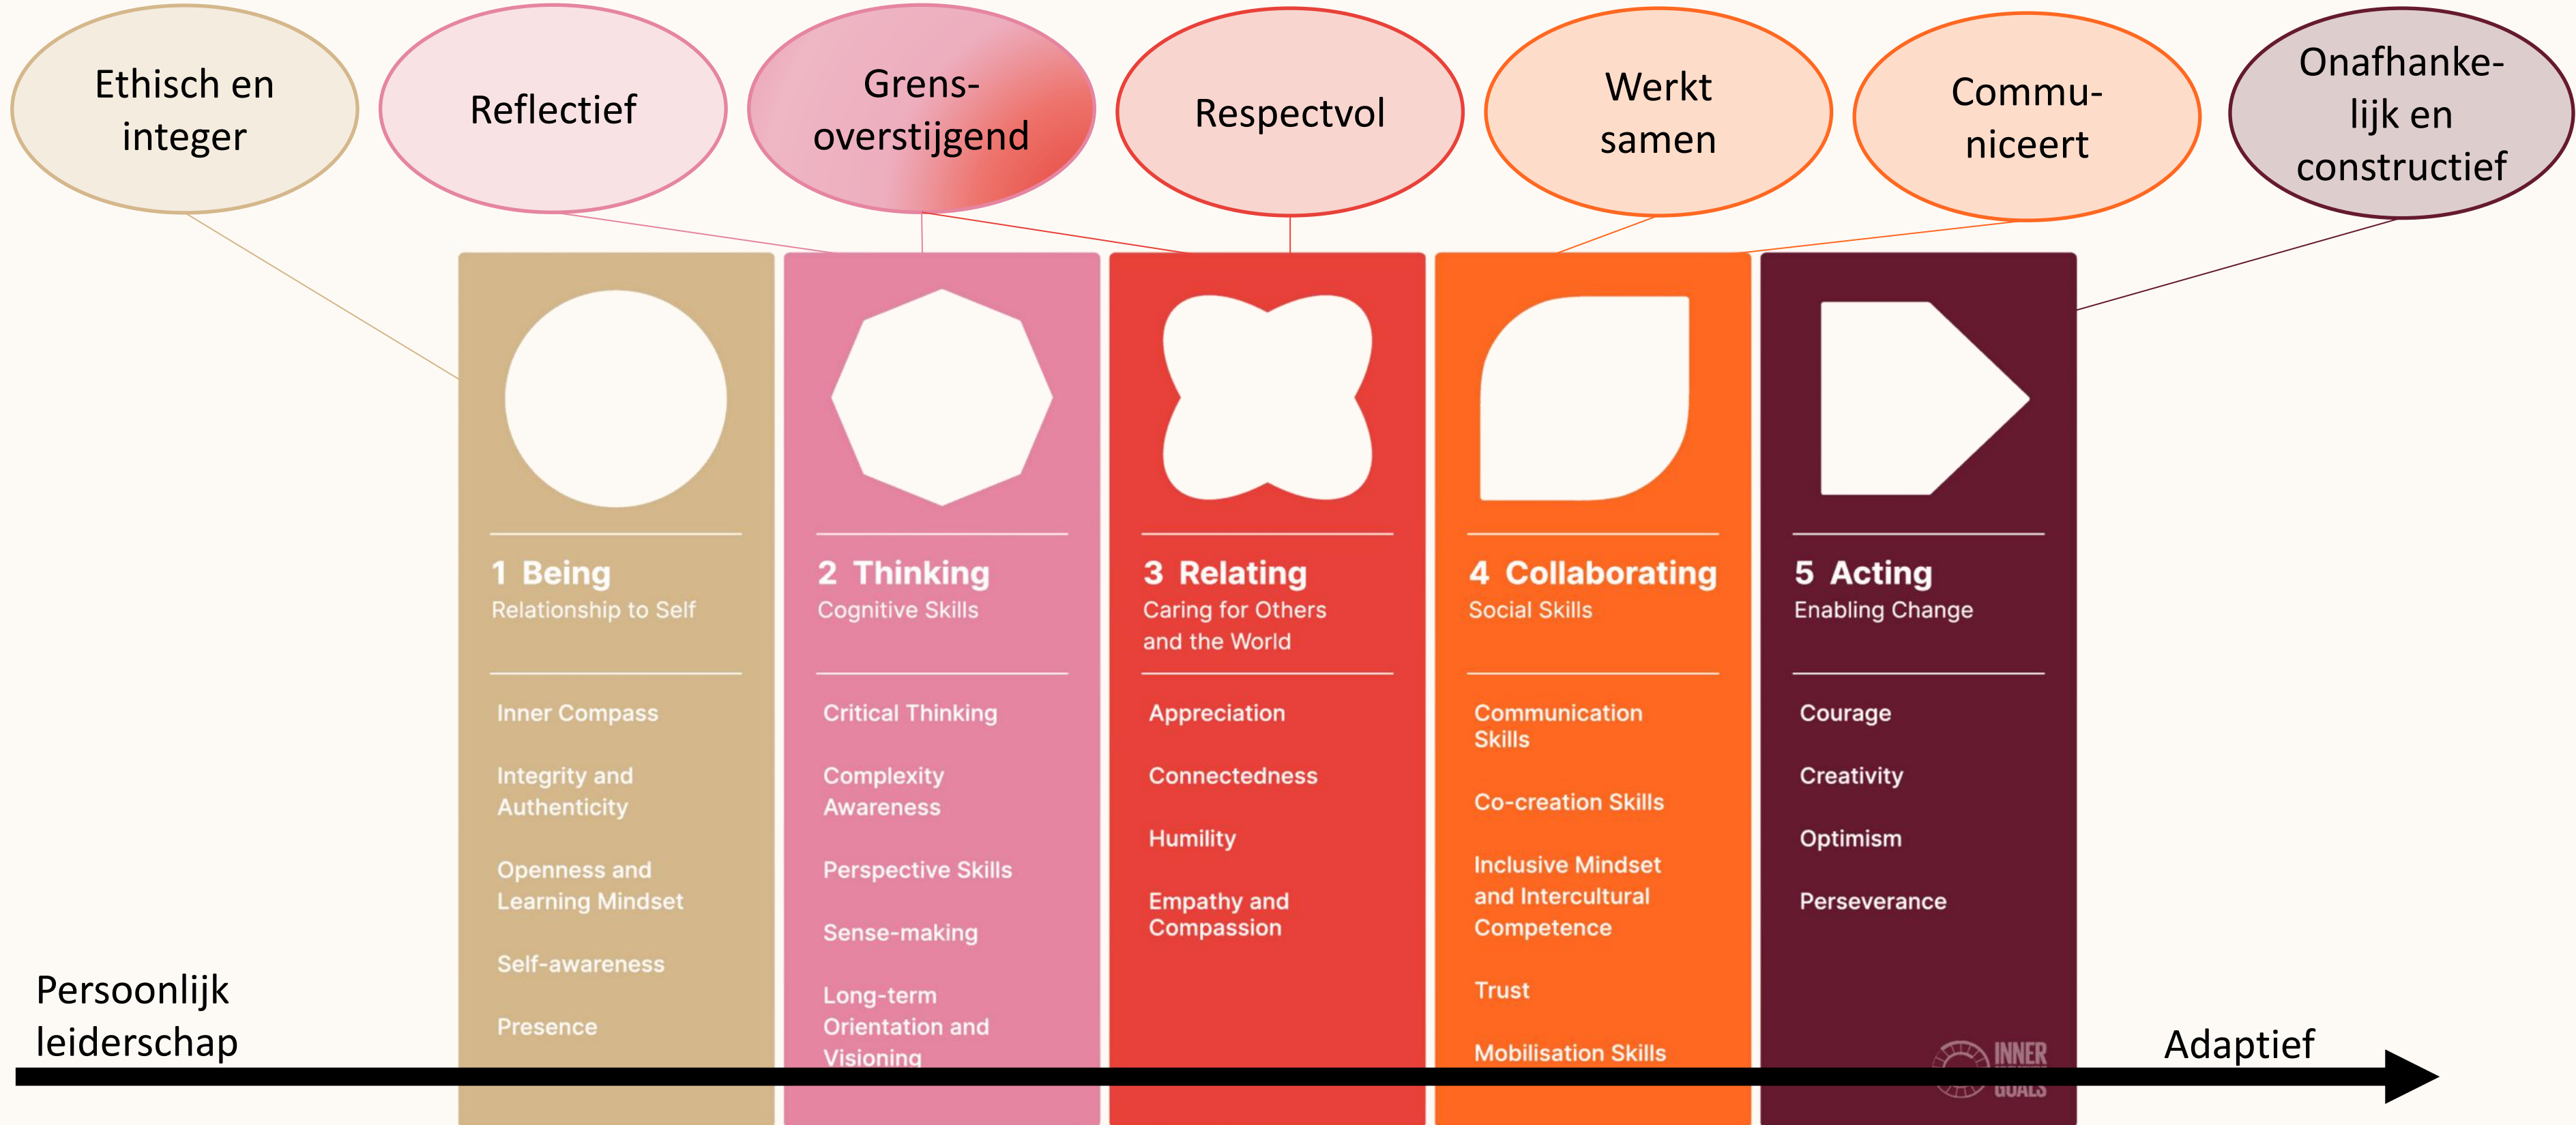 Ethisch en
integer
Reflectief
Grens-
overstijgend
Respectvol
Werkt
samen
Commu-
niceert
Onafhanke-
lijk en
constructief
1 Being
Relationship to Self
Inner Compass
Integrity and
Authenticity
Openness and
Learning Mindset
Self-awareness
Presence
2 Thinking
Cognitive Skills
Critical Thinking
Complexity
Awareness
Perspective Skills
Sense-making
Long-term
Orientation and
Visioning
3 Relating
Caring for Others
and the World
Appreciation
Connectedness
Humility
Empathy and
Compassion
4 Collaborating
Social Skills
Communication
Skills
Co-creation Skills
Inclusive Mindset
and Intercultural
Competence
Trust
Mobilisation Skills
5 Acting
Enabling Change
Courage
Creativity
Optimism
Perseverance
INNER
GOALS
Persoonlijk
leiderschap
Adaptief